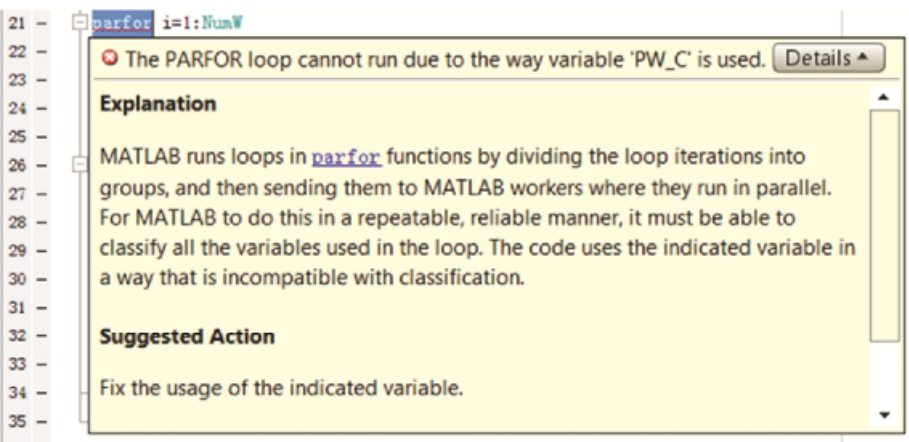 21 – parfor i=1:NumW
22 –
The PARFOR loop cannot run due to the way variable 'PW_C' is used. Details
23 –
24 – Explanation
25 –
26 – MATLAB runs loops in parfor functions by dividing the loop iterations into
27 – groups, and then sending them to MATLAB workers where they run in parallel.
28 – For MATLAB to do this in a repeatable, reliable manner, it must be able to
29 – classify all the variables used in the loop. The code uses the indicated variable in
30 – a way that is incompatible with classification.
31 –
32 – Suggested Action
33 –
34 – Fix the usage of the indicated variable.
35 –